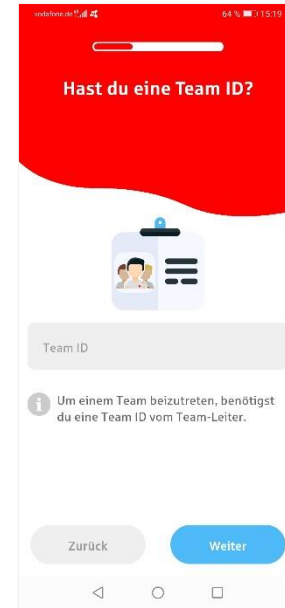 vodafone.de 64 % 15:19
Hast du eine Team ID?
Team ID
Um einem Team beizutreten, benötigst
du eine Team ID vom Team-Leiter.
Zurück Weiter